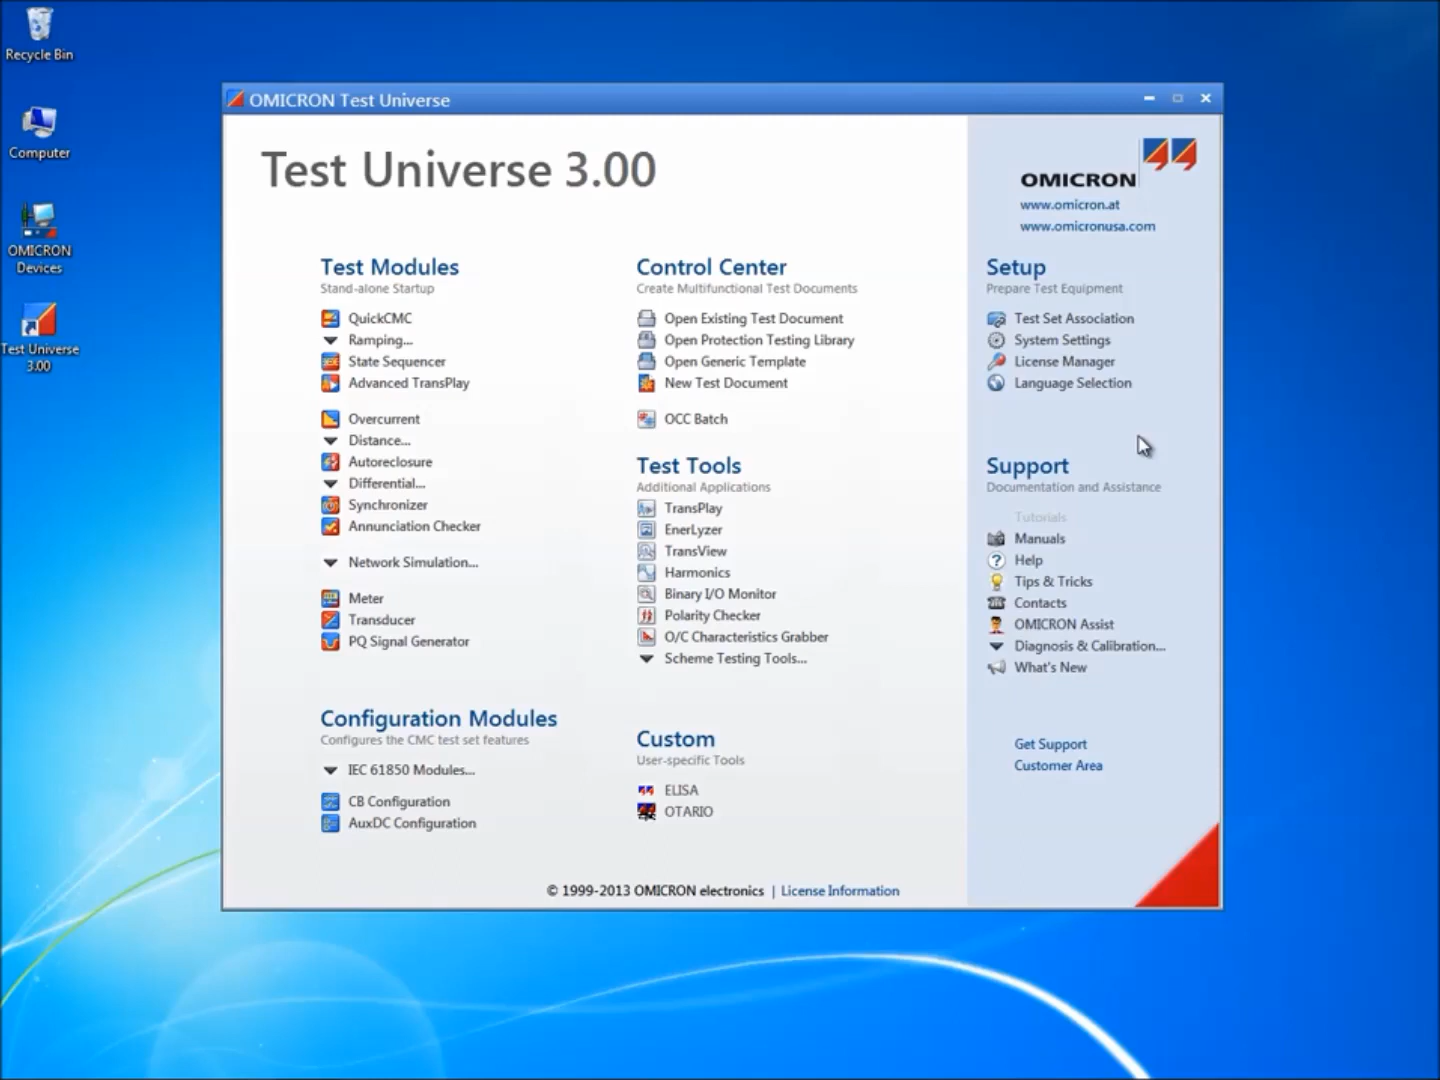 Recycle Bin
Computer
OMICRON
Devices
Test Universe
3.00
OMICRON Test Universe
Test Universe 3.00
Test Modules
Stand-alone Startup
QuickCMC
Ramping...
State Sequencer
Advanced TransPlay
Overcurrent
Distance...
Autoreclosure
Differential...
Synchronizer
Annunciation Checker
Network Simulation...
Meter
Transducer
PQ Signal Generator
Configuration Modules
Configures the CMC test set features
IEC 61850 Modules...
CB Configuration
AuxDC Configuration
Control Center
Create Multifunctional Test Documents
Open Existing Test Document
Open Protection Testing Library
Open Generic Template
New Test Document
OCC Batch
Test Tools
Additional Applications
TransPlay
EnerLyzer
TransView
Harmonics
Binary I/O Monitor
Polarity Checker
O/C Characteristics Grabber
Scheme Testing Tools...
Custom
User-specific Tools
ELISA
OTARIO
© 1999-2013 OMICRON electronics | License Information
OMICRON
www.omicron.at
www.omicronusa.com
Setup
Prepare Test Equipment
Test Set Association
System Settings
License Manager
Language Selection
Support
Documentation and Assistance
Tutorials
Manuals
Help
Tips & Tricks
Contacts
OMICRON Assist
Diagnosis & Calibration...
What's New
Get Support
Customer Area